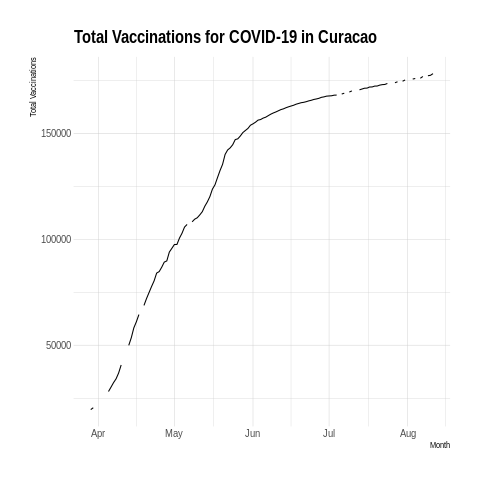 Total Vaccinations for COVID-19 in Curacao
Total Vaccinations
150000
100000
50000
Apr May Jun Jul Aug
Month